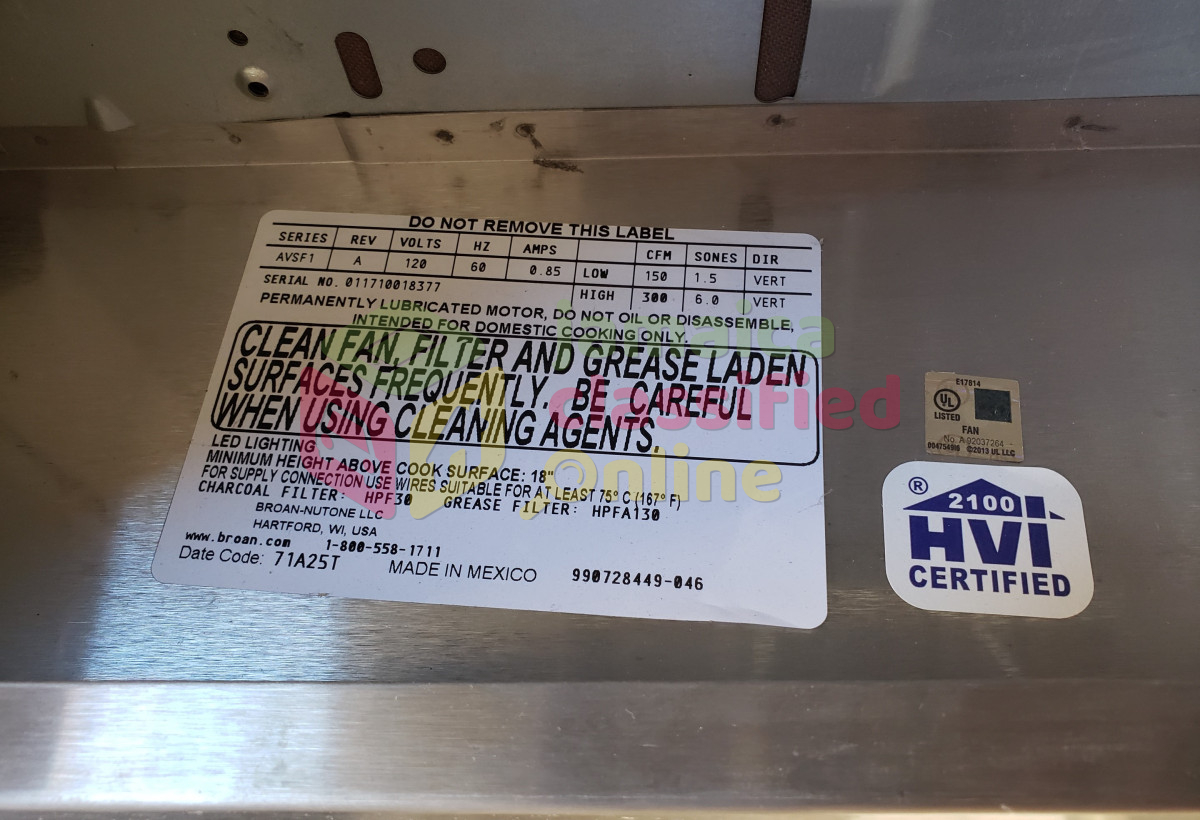 DO NOT REMOVE THIS LABEL
SERIES REV VOLTS HZ AMPS CFM SONES DIR
AVSF1 A 120 60 0.85 LOW 150 1.5 VERT
SERIAL NO. 011710018377 HIGH 300 6.0 VERT
PERMANENTLY LUBRICATED MOTOR, DO NOT OIL OR DISASSEMBLE,
INTENDED FOR DOMESTIC COOKING ONLY.
CLEAN FAN, FILTER AND GREASE LADEN
SURFACES FREQUENTLY. BE CAREFUL
WHEN USING CLEANING AGENTS.
LED LIGHTING
MINIMUM HEIGHT ABOVE COOK SURFACE: 18"
FOR SUPPLY CONNECTION USE WIRES SUITABLE FOR AT LEAST 75° C (167° F)
CHARCOAL FILTER: HPF30 GREASE FILTER: HPFA130
BROAN-NUTONE LLC
HARTFORD, WI, USA
www.broan.com 1-800-558-1711
Date Code: 71A25T MADE IN MEXICO 990728449-046
jamaica
classified
online
E17814
UL
LISTED
FAN
No. A 92037264
©2013 UL LLC
®
2100
HVI
CERTIFIED